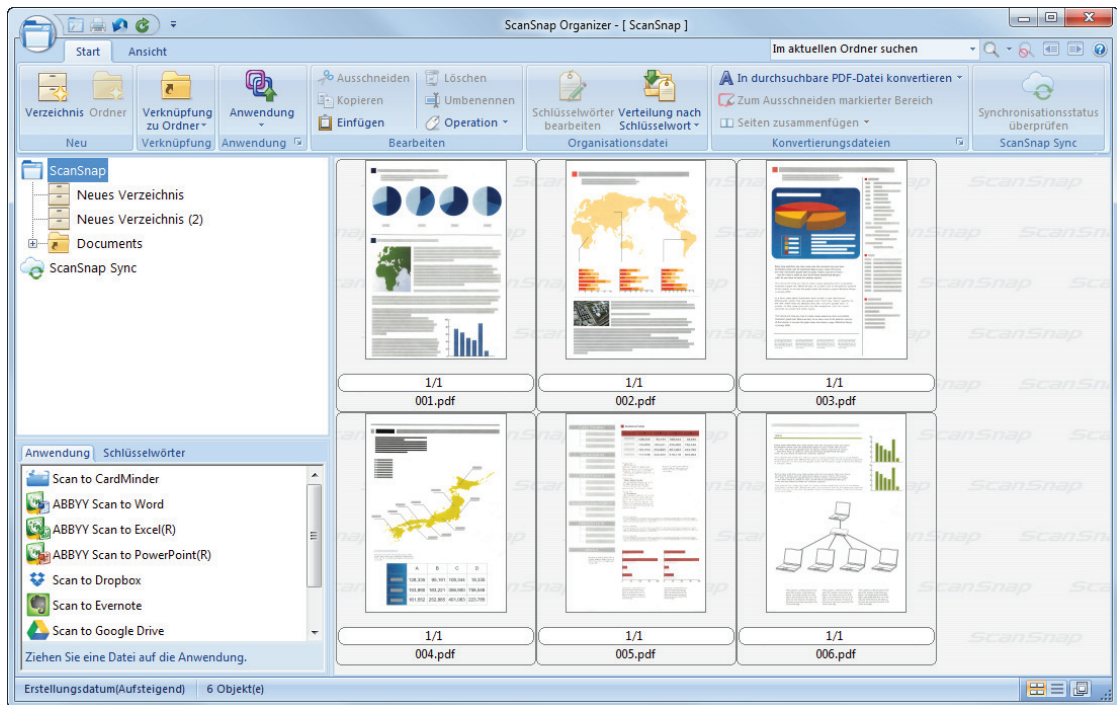 ScanSnap Organizer - [ ScanSnap ]
Start Ansicht
Im aktuellen Ordner suchen
Verzeichnis Ordner
Neu
Verknüpfung zu Ordner
Verknüpfung
Anwendung
Anwendung
Ausschneiden
Kopieren
Einfügen
Löschen
Umbenennen
Operation
Bearbeiten
Schlüsselwörter bearbeiten
Verteilung nach Schlüsselwort
Organisationsdatei
In durchsuchbare PDF-Datei konvertieren
Zum Ausschneiden markierter Bereich
Seiten zusammenfügen
Konvertierungsdateien
Synchronisationsstatus überprüfen
ScanSnap Sync
ScanSnap
Neues Verzeichnis
Neues Verzeichnis (2)
Documents
ScanSnap Sync
1/1 1/1 1/1
001.pdf 002.pdf 003.pdf
Anwendung Schlüsselwörter
Scan to CardMinder
ABBYY Scan to Word
ABBYY Scan to Excel(R)
ABBYY Scan to PowerPoint(R)
Scan to Dropbox
Scan to Evernote
Scan to Google Drive
Ziehen Sie eine Datei auf die Anwendung.
A B C D
1/1 1/1 1/1
004.pdf 005.pdf 006.pdf
ScanSnap
Erstellungsdatum(Aufsteigend) 6 Objekt(e)